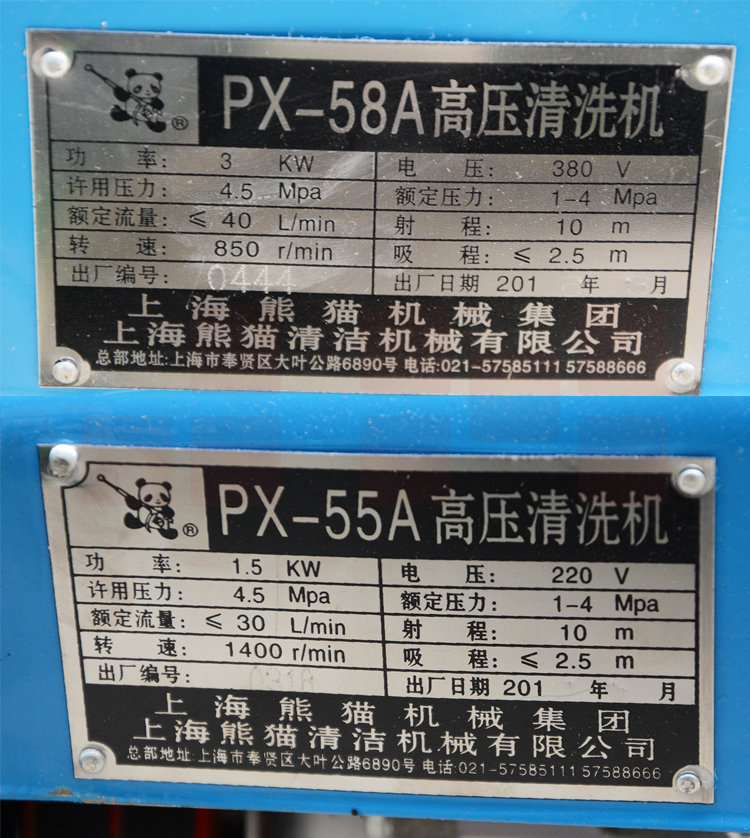 ® PX-58A高压清洗机
功 率: 3 KW 电 压: 380 V
许用压力: 4.5 Mpa 额定压力: 1-4 Mpa
额定流量: ≤ 40 L/min 射 程: 10 m
转 速: 850 r/min 吸 程: ≤ 2.5 m
出厂编号: 0444 出厂日期 201 年 月
上海熊猫机械集团
上海熊猫清洁机械有限公司
总部地址:上海市奉贤区大叶公路6890号 电话:021-57585111 57588666
® PX-55A高压清洗机
功 率: 1.5 KW 电 压: 220 V
许用压力: 4.5 Mpa 额定压力: 1-4 Mpa
额定流量: ≤ 30 L/min 射 程: 10 m
转 速: 1400 r/min 吸 程: ≤ 2.5 m
出厂编号: 出厂日期 201 年 月
上海熊猫机械集团
上海熊猫清洁机械有限公司
总部地址:上海市奉贤区大叶公路6890号 电话:021-57585111 57588666